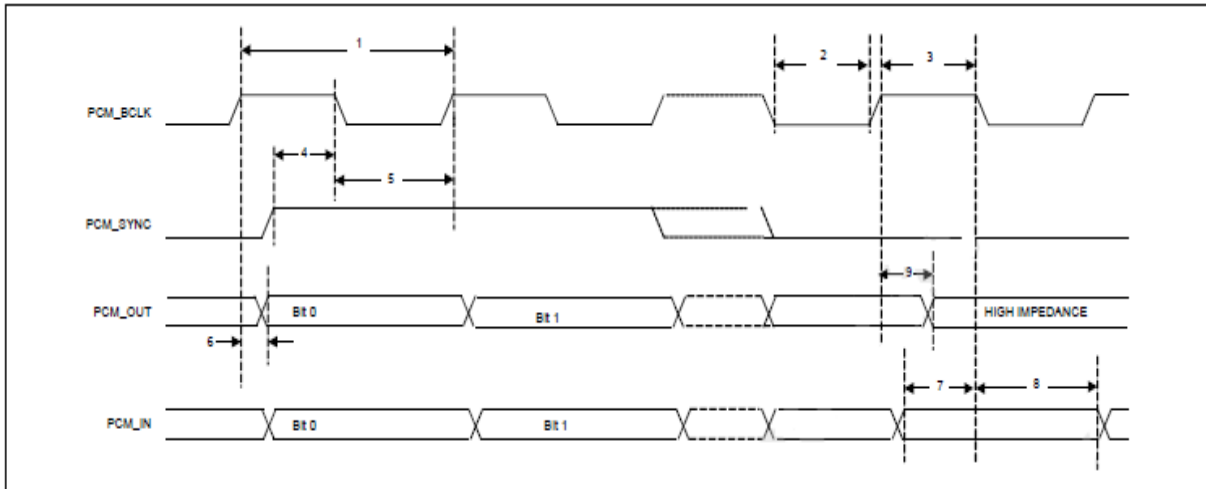 1
2
3
PCM_BCLK
4
5
PCM_SYNC
9
PCM_OUT
Bit 0
Bit 1
HIGH IMPEDANCE
6
7
8
PCM_IN
Bit 0
Bit 1